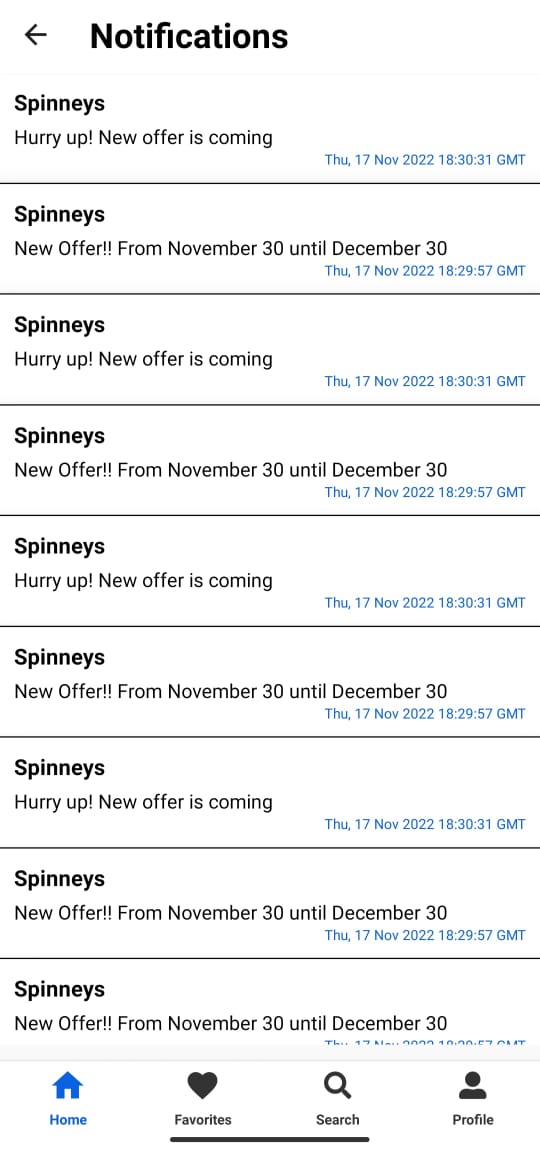 Notifications
Spinneys
Hurry up! New offer is coming
Thu, 17 Nov 2022 18:30:31 GMT
Spinneys
New Offer!! From November 30 until December 30
Thu, 17 Nov 2022 18:29:57 GMT
Spinneys
Hurry up! New offer is coming
Thu, 17 Nov 2022 18:30:31 GMT
Spinneys
New Offer!! From November 30 until December 30
Thu, 17 Nov 2022 18:29:57 GMT
Spinneys
Hurry up! New offer is coming
Thu, 17 Nov 2022 18:30:31 GMT
Spinneys
New Offer!! From November 30 until December 30
Thu, 17 Nov 2022 18:29:57 GMT
Spinneys
Hurry up! New offer is coming
Thu, 17 Nov 2022 18:30:31 GMT
Spinneys
New Offer!! From November 30 until December 30
Thu, 17 Nov 2022 18:29:57 GMT
Spinneys
New Offer!! From November 30 until December 30
Home
Favorites
Search
Profile